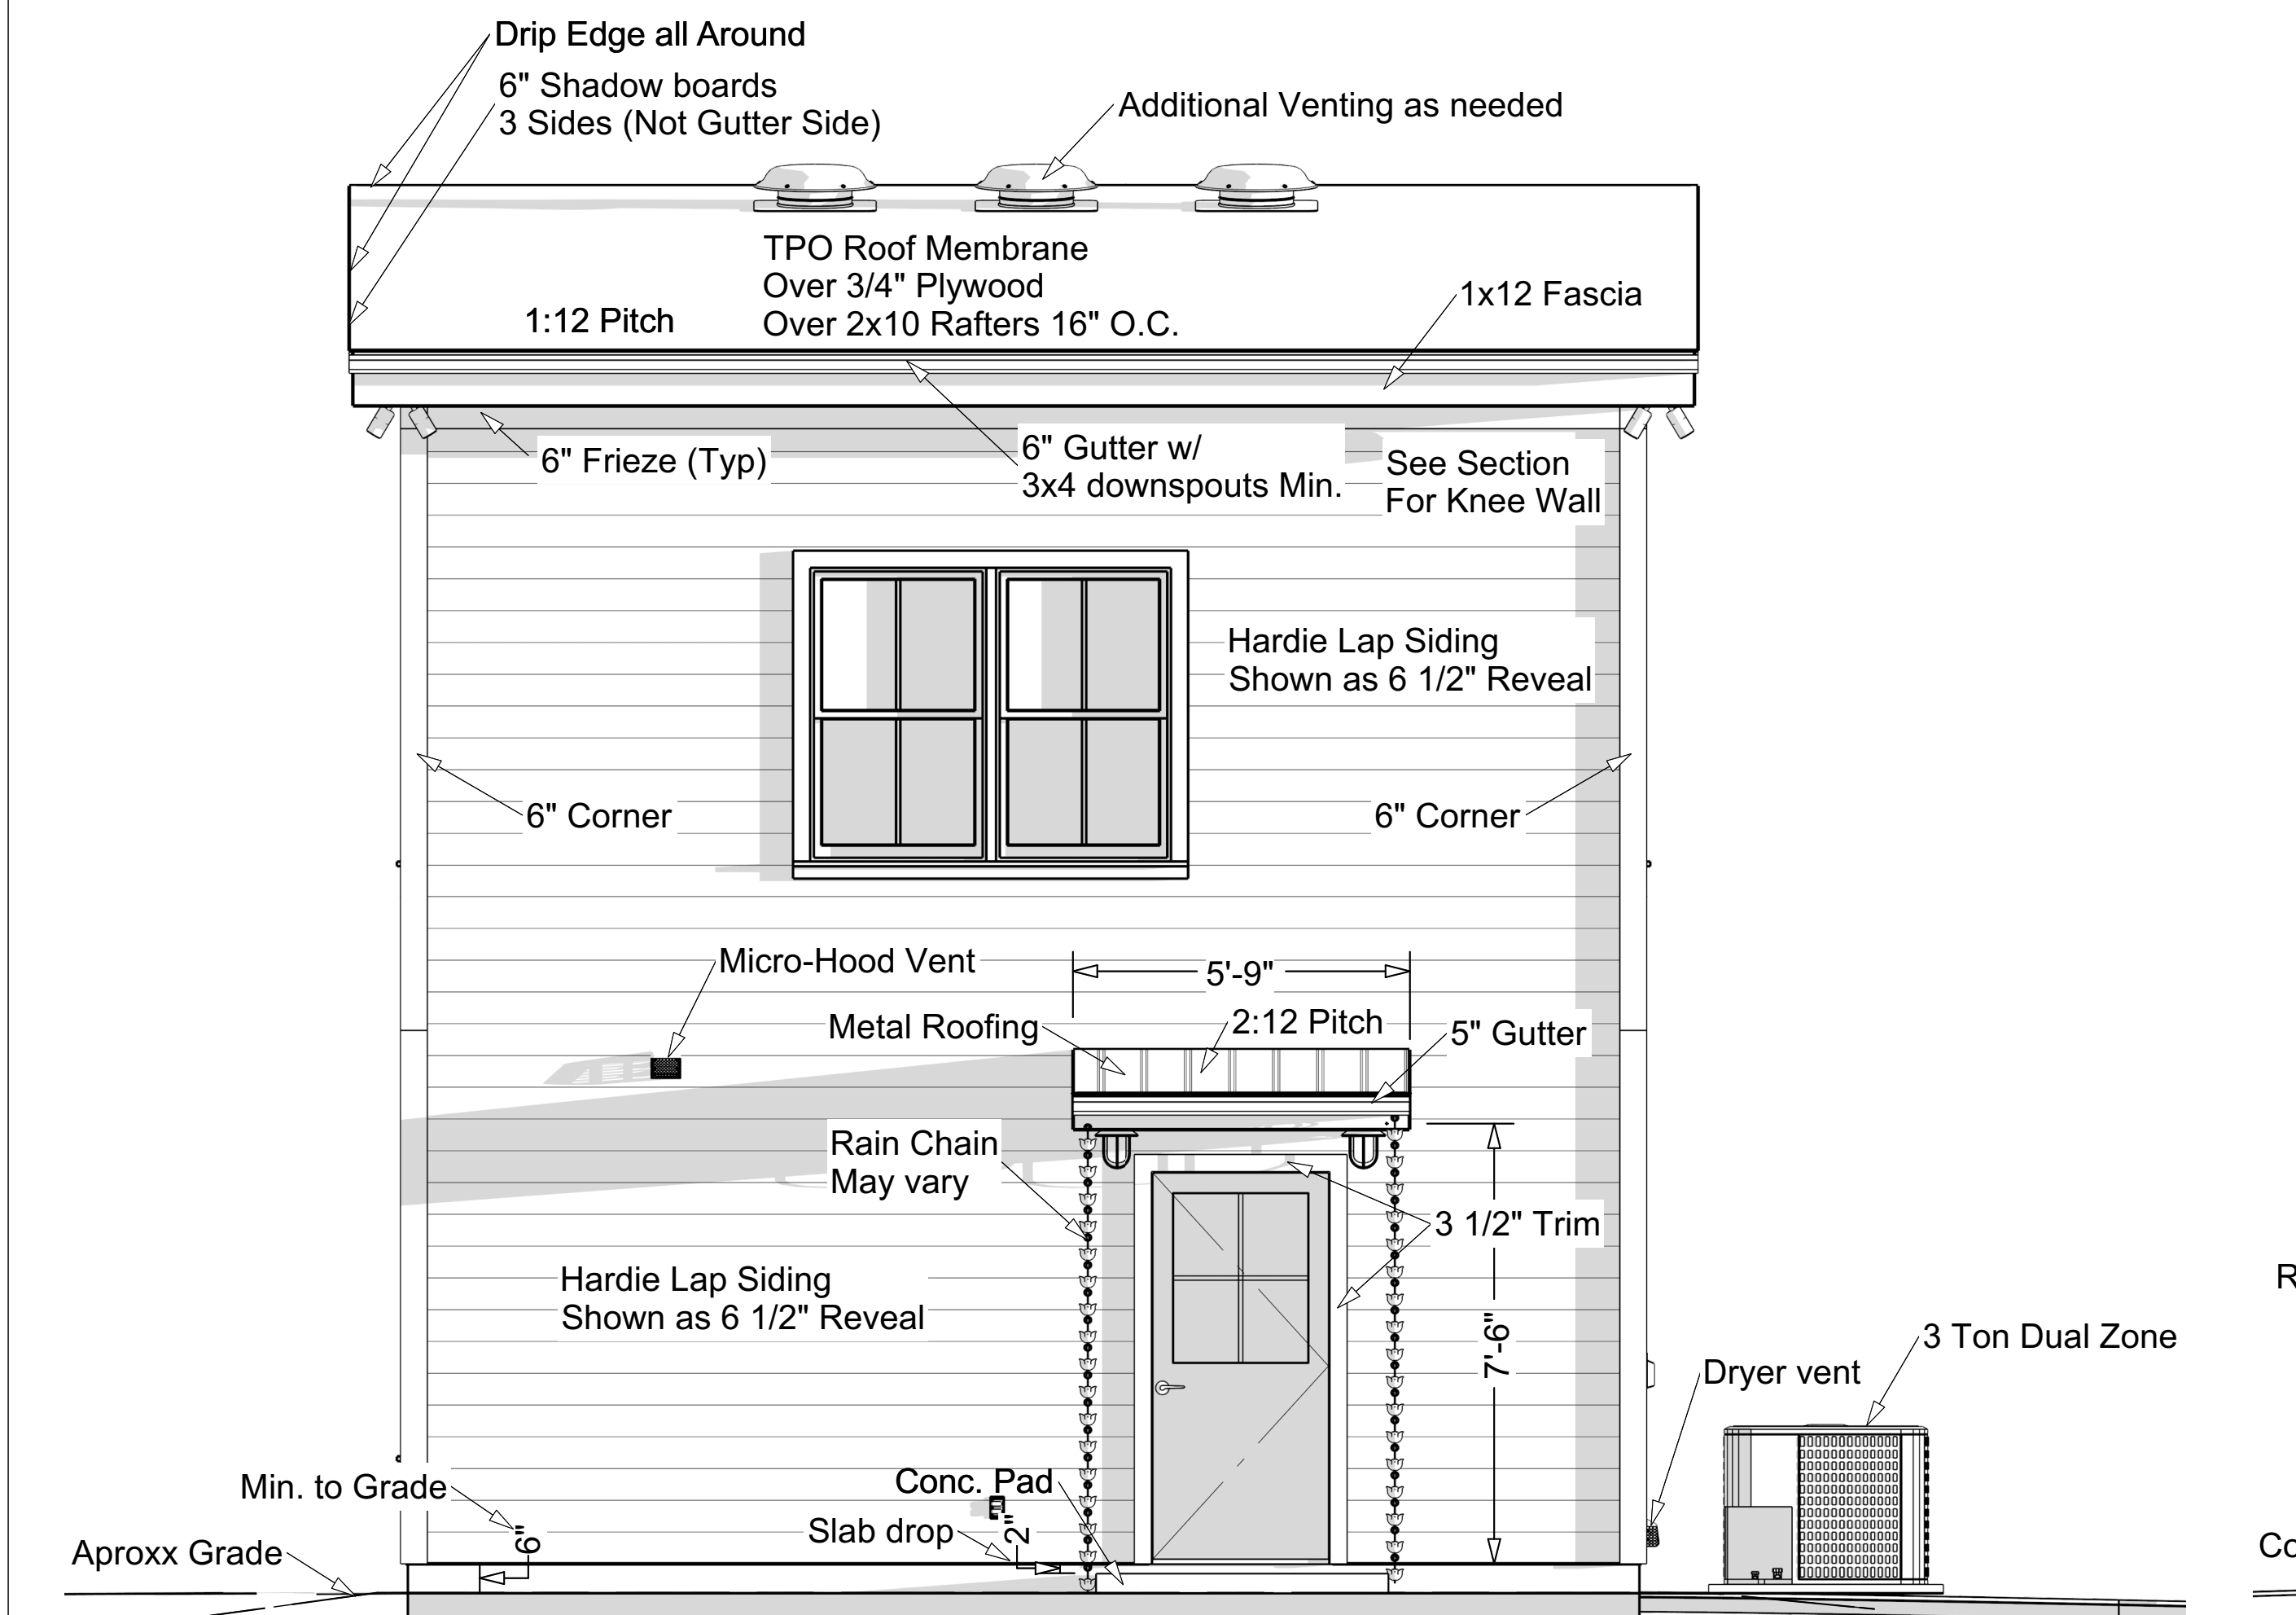 Drip Edge all Around
6" Shadow boards
3 Sides (Not Gutter Side)
Additional Venting as needed
TPO Roof Membrane
Over 3/4" Plywood
Over 2x10 Rafters 16" O.C.
1:12 Pitch
1x12 Fascia
6" Frieze (Typ)
6" Gutter w/
3x4 downspouts Min.
See Section
For Knee Wall
Hardie Lap Siding
Shown as 6 1/2" Reveal
6" Corner
6" Corner
Micro-Hood Vent
5'-9"
Metal Roofing
2:12 Pitch
5" Gutter
Rain Chain
May vary
3 1/2" Trim
Hardie Lap Siding
Shown as 6 1/2" Reveal
7'-6"
3 Ton Dual Zone
Dryer vent
Min. to Grade
6"
Conc. Pad
Slab drop
2"
Aproxx Grade